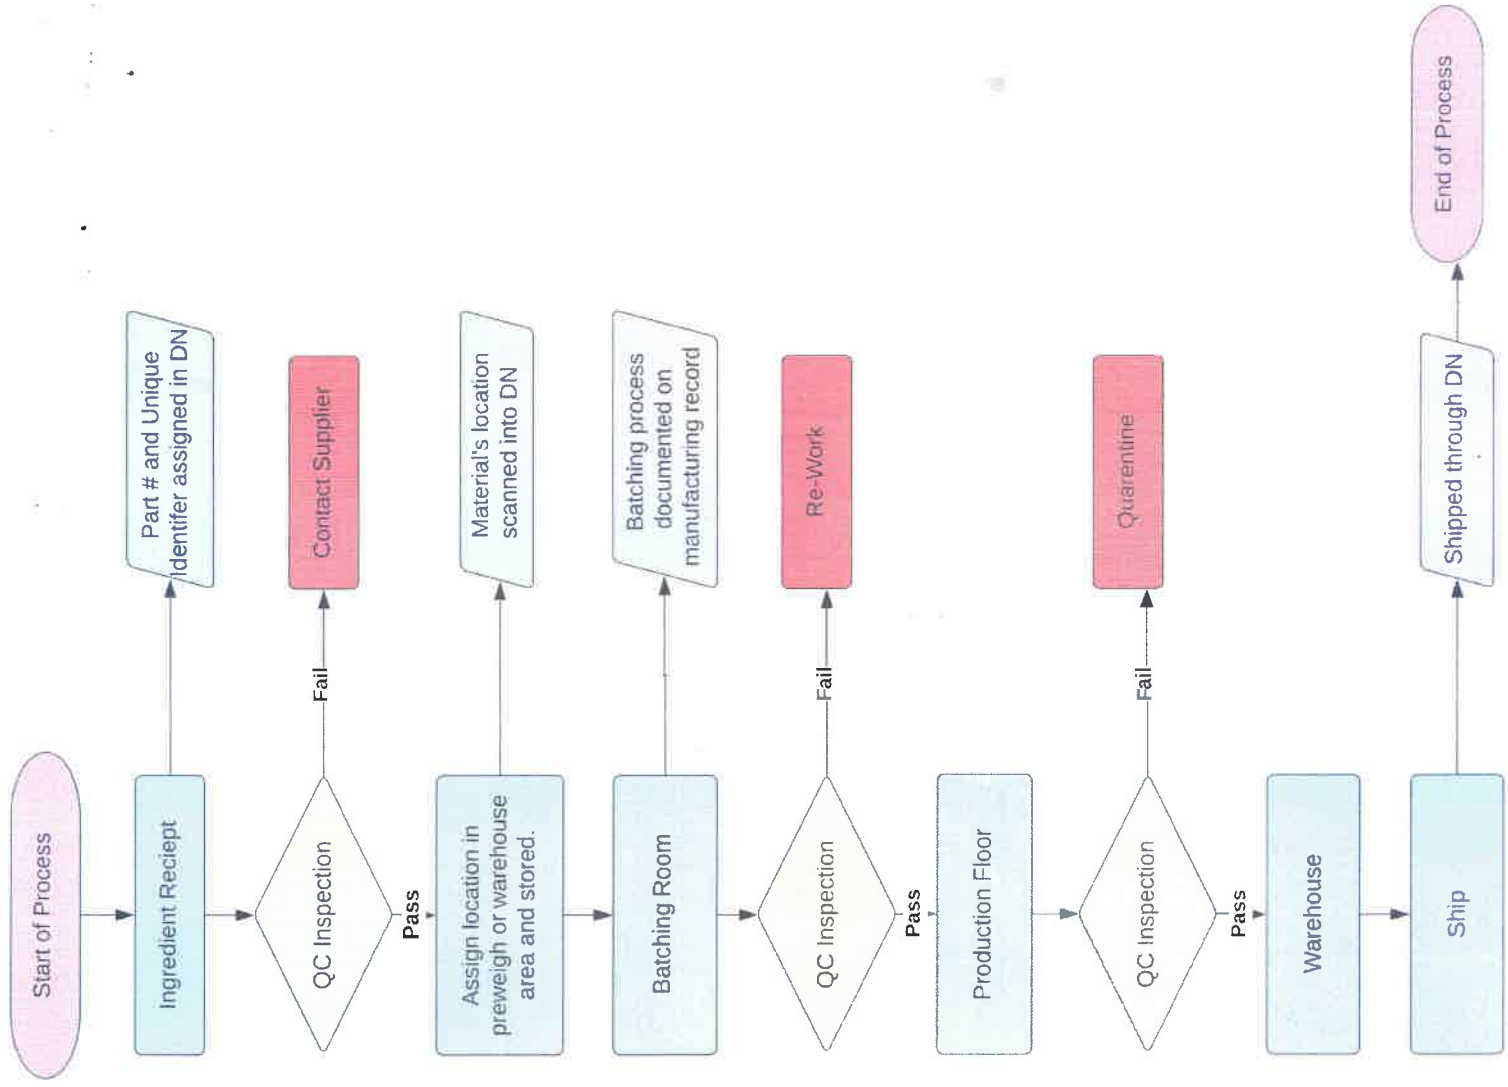 Start of Process
Ingredient Reciept
Part # and Unique
Identifer assigned in DN
QC Inspection
Fail
Contact Supplier
Pass
Assign location in
preweigh or warehouse
area and stored.
Material's location
scanned into DN
Batching Room
Batching process
documented on
manufacturing record
QC Inspection
Fail
Re-Work
Pass
Production Floor
QC Inspection
Fail
Quarentine
Pass
Warehouse
Ship
Shipped through DN
End of Process